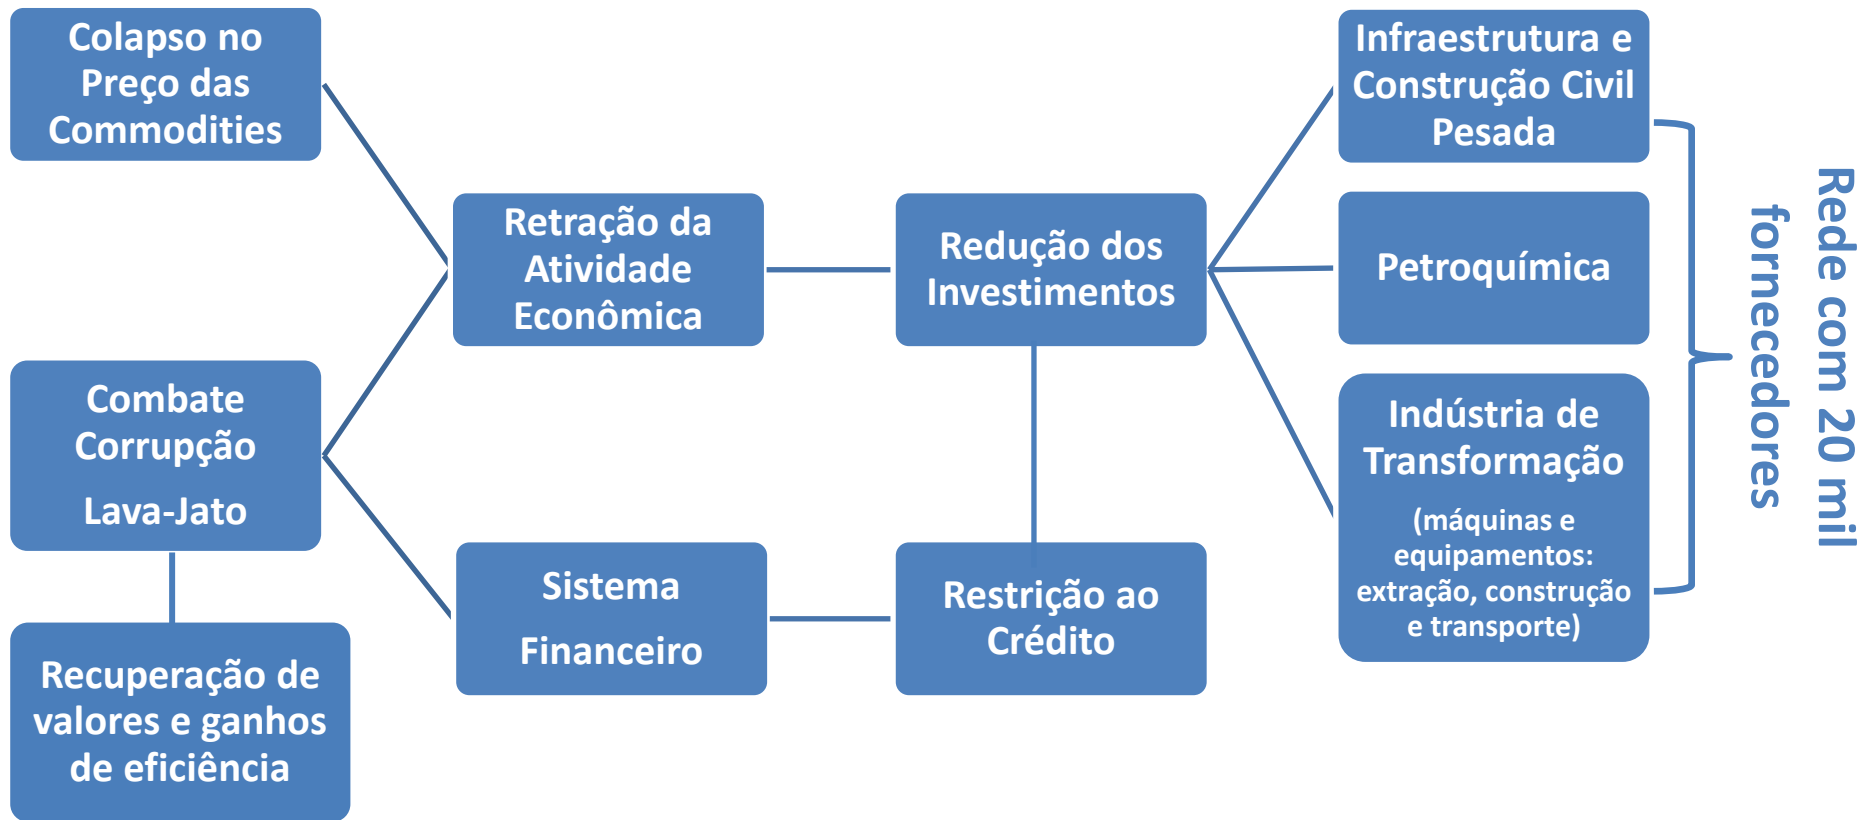 Colapso no
Preço das
Commodities
Combate
Corrupção
Lava-Jato
Recuperação de
valores e ganhos
de eficiência
Retração da
Atividade
Econômica
Sistema
Financeiro
Redução dos
Investimentos
Restrição ao
Crédito
Infraestrutura e
Construção Civil
Pesada
Petroquímica
Indústria de
Transformação
(máquinas e
equipamentos:
extração, construção
e transporte)
Rede com 20 mil
fornecedores